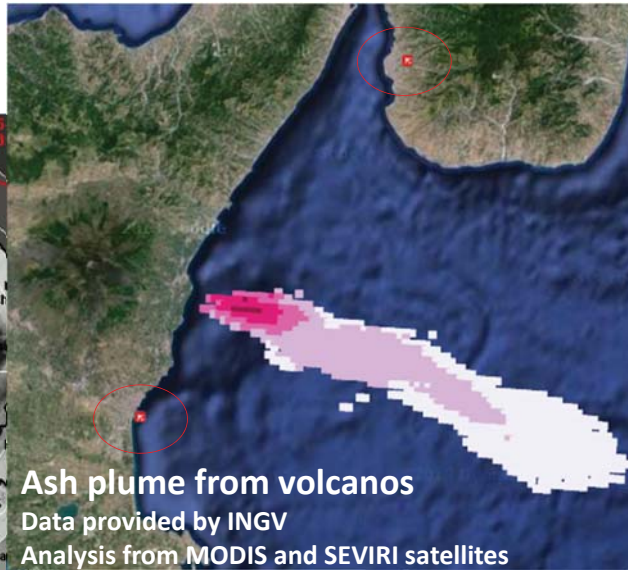 Ash plume from volcanos
Data provided by INGV
Analysis from MODIS and SEVIRI satellites